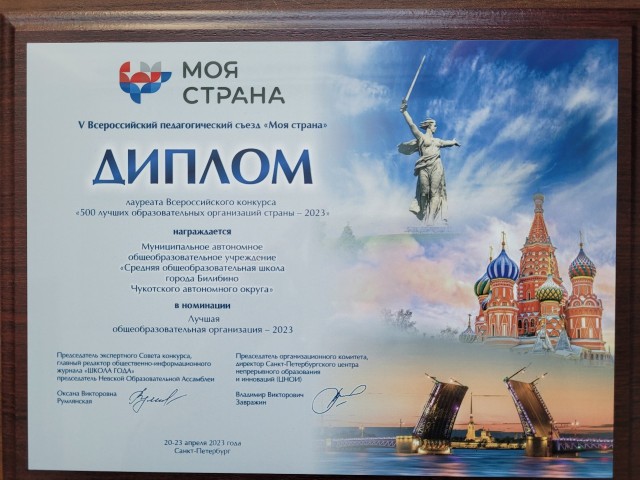 МОЯ
СТРАНА
V Всероссийский педагогический съезд «Моя страна»
ДИПЛОМ
лауреата Всероссийского конкурса
«500 лучших образовательных организаций страны – 2023»
награждается
Муниципальное автономное
общеобразовательное учреждение
«Средняя общеобразовательная школа
города Билибино
Чукотского автономного округа»
в номинации
Лучшая
общеобразовательная организация – 2023
Председатель экспертного Совета конкурса,
главный редактор общественно-информационного
журнала «ШКОЛА ГОДА»
председатель Невской Образовательной Ассамблеи
Оксана Викторовна
Румлянская
Председатель организационного комитета,
директор Санкт-Петербургского центра
непрерывного образования
и инноваций (ЦНОИ)
Владимир Викторович
Завражин
20-23 апреля 2023 года
Санкт-Петербург